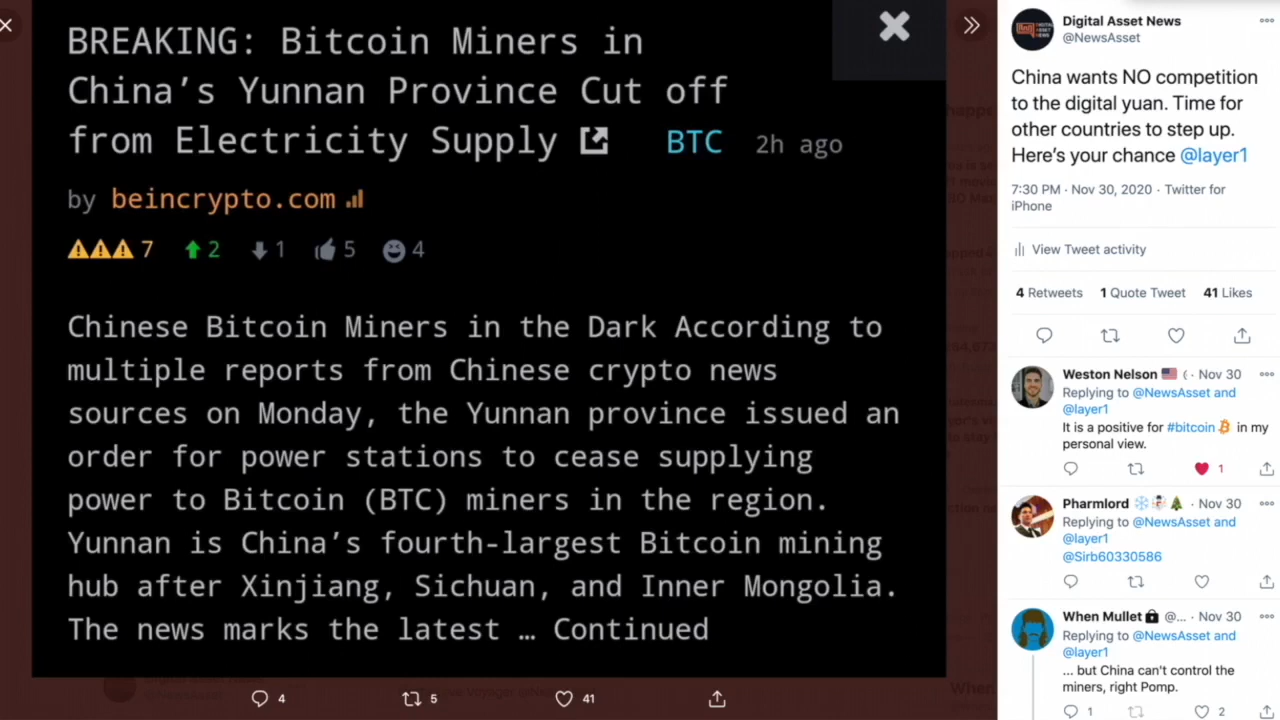 BREAKING: Bitcoin Miners in
China’s Yunnan Province Cut off
from Electricity Supply BTC 2h ago
by beincrypto.com
7 2 1 5 4
Chinese Bitcoin Miners in the Dark According to
multiple reports from Chinese crypto news
sources on Monday, the Yunnan province issued an
order for power stations to cease supplying
power to Bitcoin (BTC) miners in the region.
Yunnan is China’s fourth-largest Bitcoin mining
hub after Xinjiang, Sichuan, and Inner Mongolia.
The news marks the latest … Continued
4 5 41
Digital Asset News
@NewsAsset
China wants NO competition
to the digital yuan. Time for
other countries to step up.
Here’s your chance @layer1
7:30 PM · Nov 30, 2020 · Twitter for
iPhone
View Tweet activity
4 Retweets 1 Quote Tweet 41 Likes
Weston Nelson ( · Nov 30
Replying to @NewsAsset and
@layer1
It is a positive for #bitcoin in my
personal view.
1
Pharmlord · Nov 30
Replying to @NewsAsset and
@layer1
@Sirb60330586
When Mullet @... · Nov 30
Replying to @NewsAsset and
@layer1
... but China can't control the
miners, right Pomp.
1 2